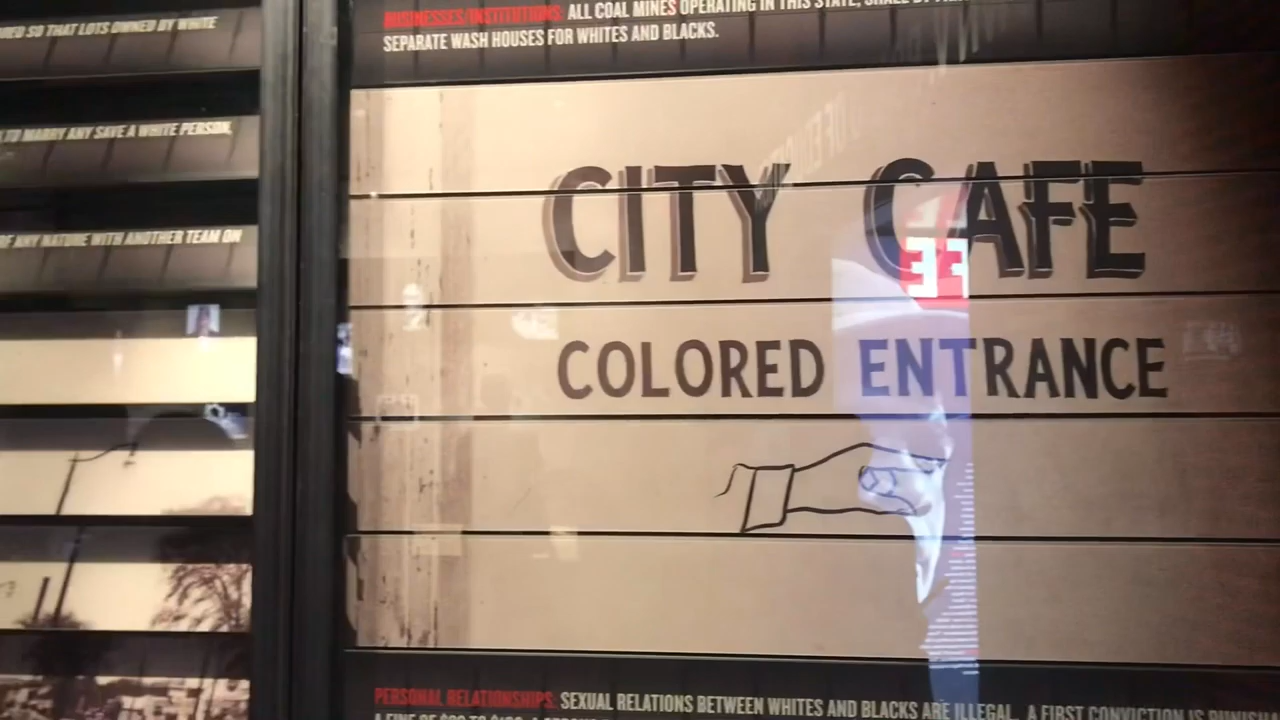 SO THAT LOTS OWNED BY WHITE
TO MARRY ANY SAVE A WHITE PERSON,
OF ANY NATURE WITH ANOTHER TEAM ON
BUSINESSES/INSTITUTIONS: ALL COAL MINES OPERATING IN THIS STATE, SHALL
SEPARATE WASH HOUSES FOR WHITES AND BLACKS.
CITY CAFE
COLORED ENTRANCE
PERSONAL RELATIONSHIPS: SEXUAL RELATIONS BETWEEN WHITES AND BLACKS ARE ILLEGAL. A FIRST CONVICTION IS
A FINE OF